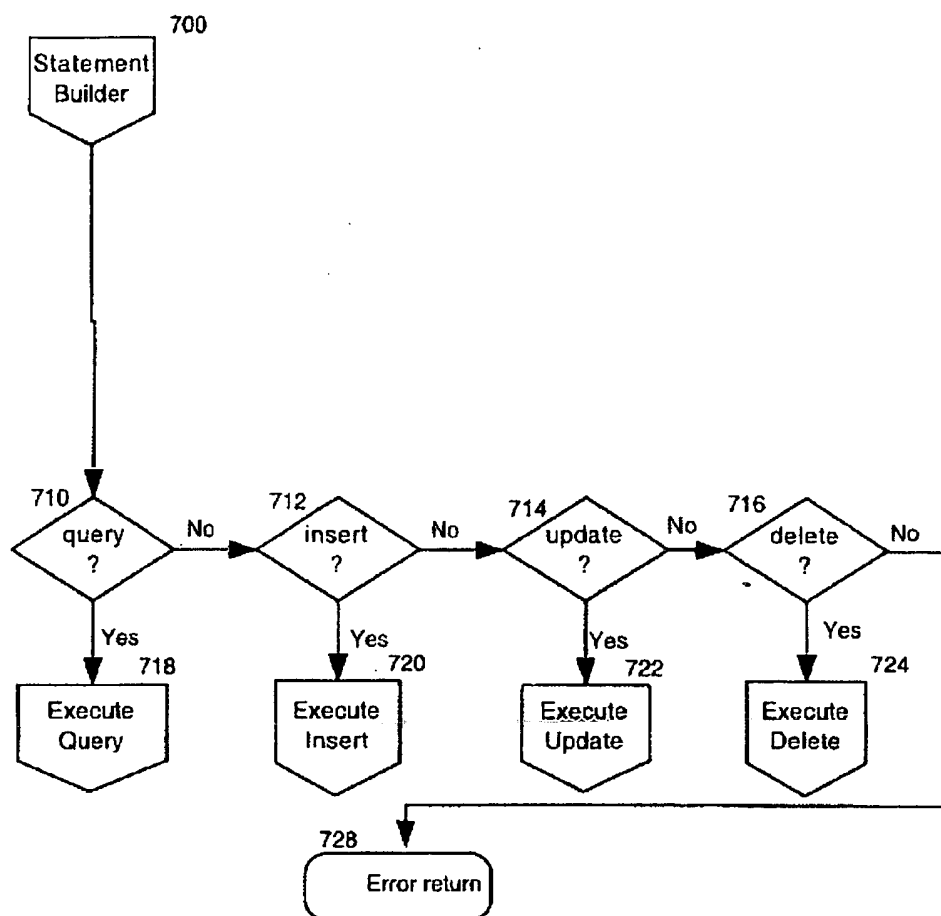 700
Statement
Builder
710
query
?
No
712
insert
?
No
714
update
?
No
716
delete
?
No
Yes
718
Execute
Query
Yes
720
Execute
Insert
Yes
722
Execute
Update
Yes
724
Execute
Delete
728
Error return